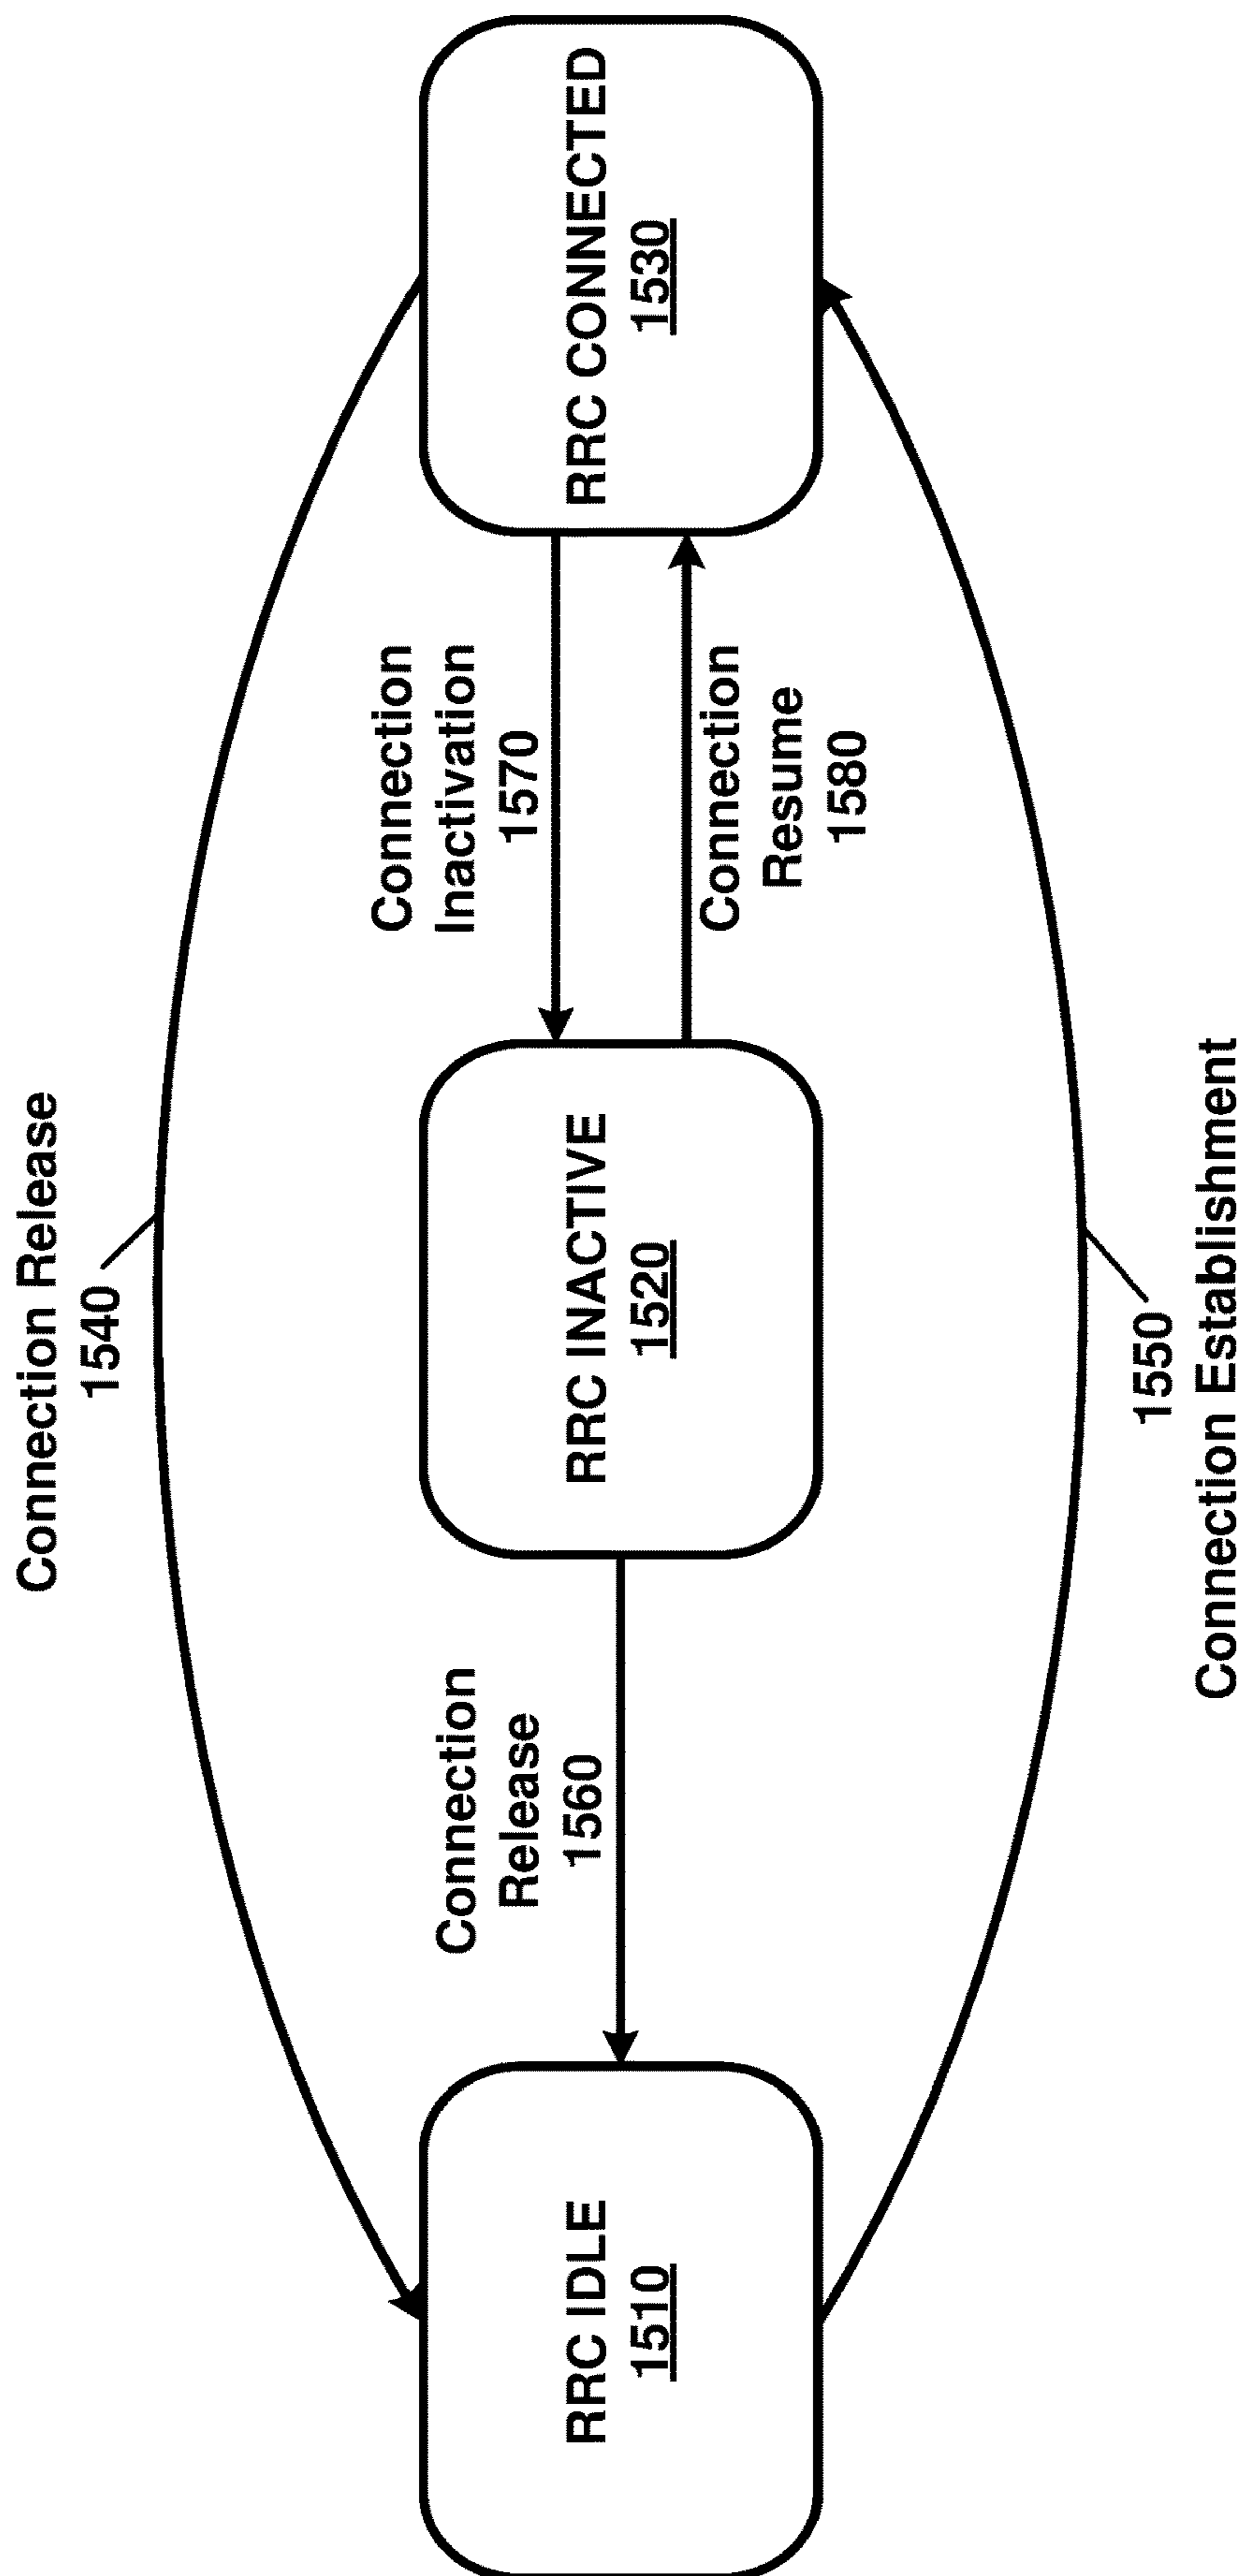 Connection Release
1540
RRC IDLE
1510
Connection
Release
1560
RRC INACTIVE
1520
Connection
Inactivation
1570
Connection
Resume
1580
RRC CONNECTED
1530
1550
Connection Establishment